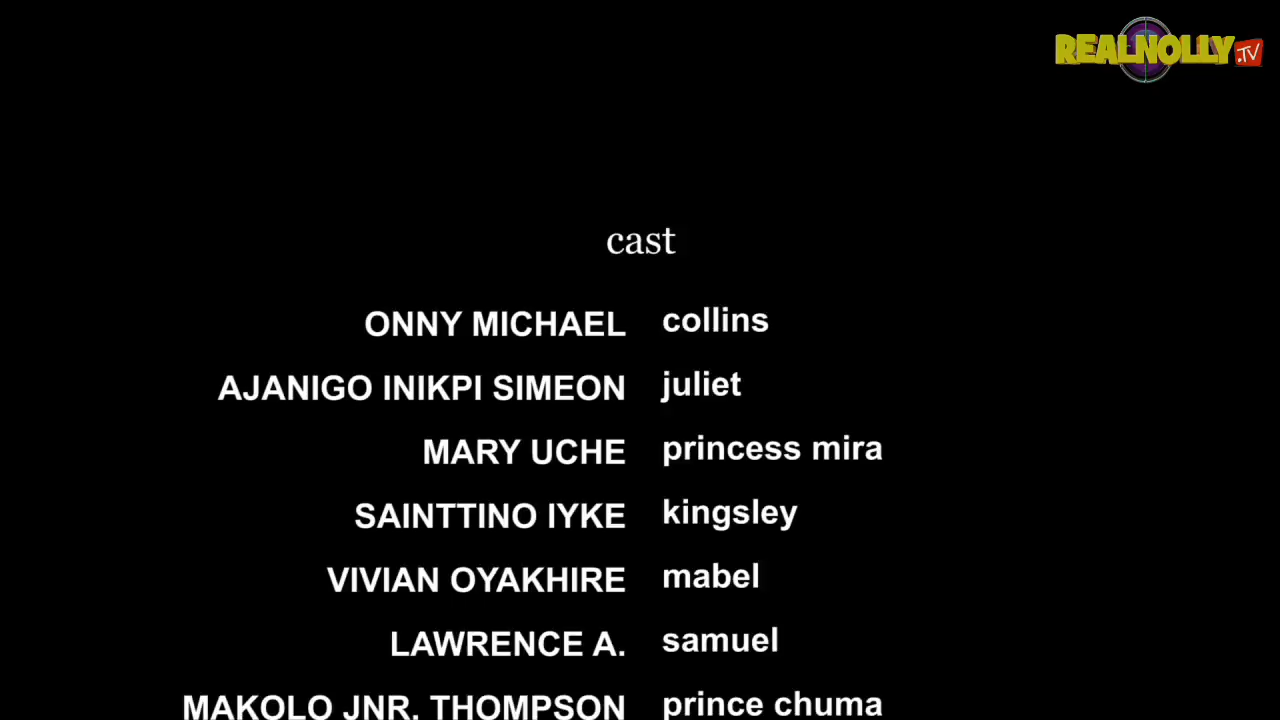 REALNOLLY.TV
cast
ONNY MICHAEL collins
AJANIGO INIKPI SIMEON juliet
MARY UCHE princess mira
SAINTTINO IYKE kingsley
VIVIAN OYAKHIRE mabel
LAWRENCE A. samuel
MAKOLO JNR. THOMPSON prince chuma